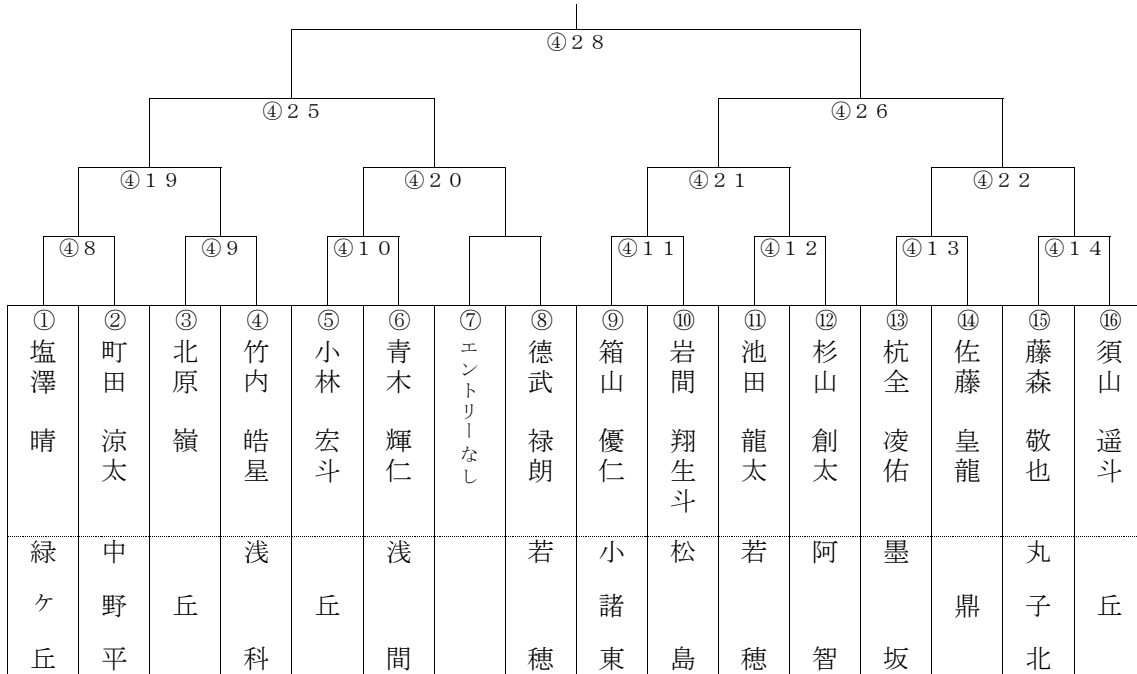 ④28
④25 ④26
④19 ④20 ④21 ④22
④8 ④9 ④10 ④11 ④12 ④13 ④14
① 塩澤 晴 緑ケ丘
② 町田 涼太 中野平
③ 北原 嶺 丘
④ 竹内 皓星 浅科
⑤ 小林 宏斗 丘
⑥ 青木 輝仁 浅間
⑦ エントリーなし
⑧ 德武 禄朗 若穂
⑨ 箱山 優仁 小諸東
⑩ 岩間 翔生斗 松島
⑪ 池田 龍太 若穂
⑫ 杉山 創太 阿智
⑬ 杭全 凌佑 墨坂
⑭ 佐藤 皇龍 鼎
⑮ 藤森 敬也 丸子北
⑯ 須山 遥斗 丘